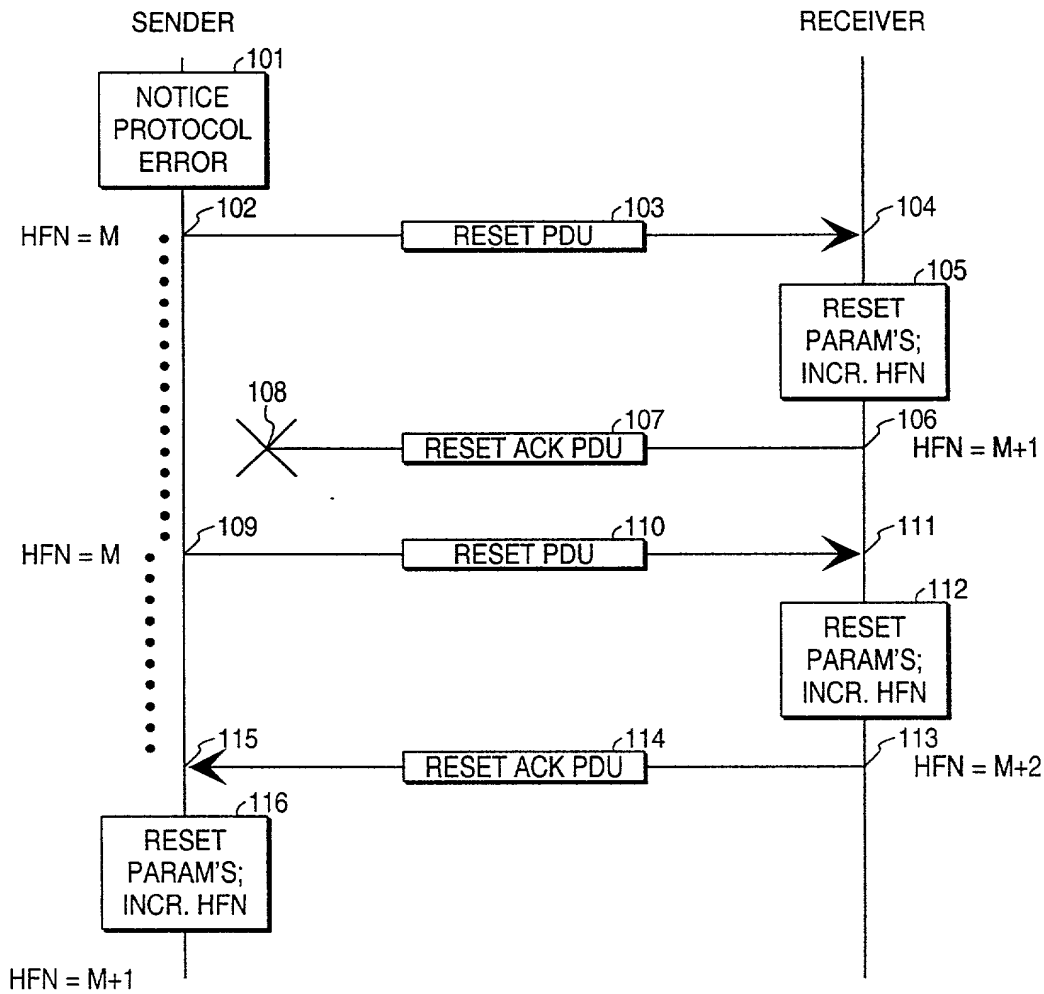 SENDER
RECEIVER
101
NOTICE
PROTOCOL
ERROR
102
103
104
HFN = M
RESET PDU
105
RESET
PARAM'S;
INCR. HFN
108
107
106
RESET ACK PDU
HFN = M+1
109
110
111
HFN = M
RESET PDU
112
RESET
PARAM'S;
INCR. HFN
115
114
113
RESET ACK PDU
HFN = M+2
116
RESET
PARAM'S;
INCR. HFN
HFN = M+1